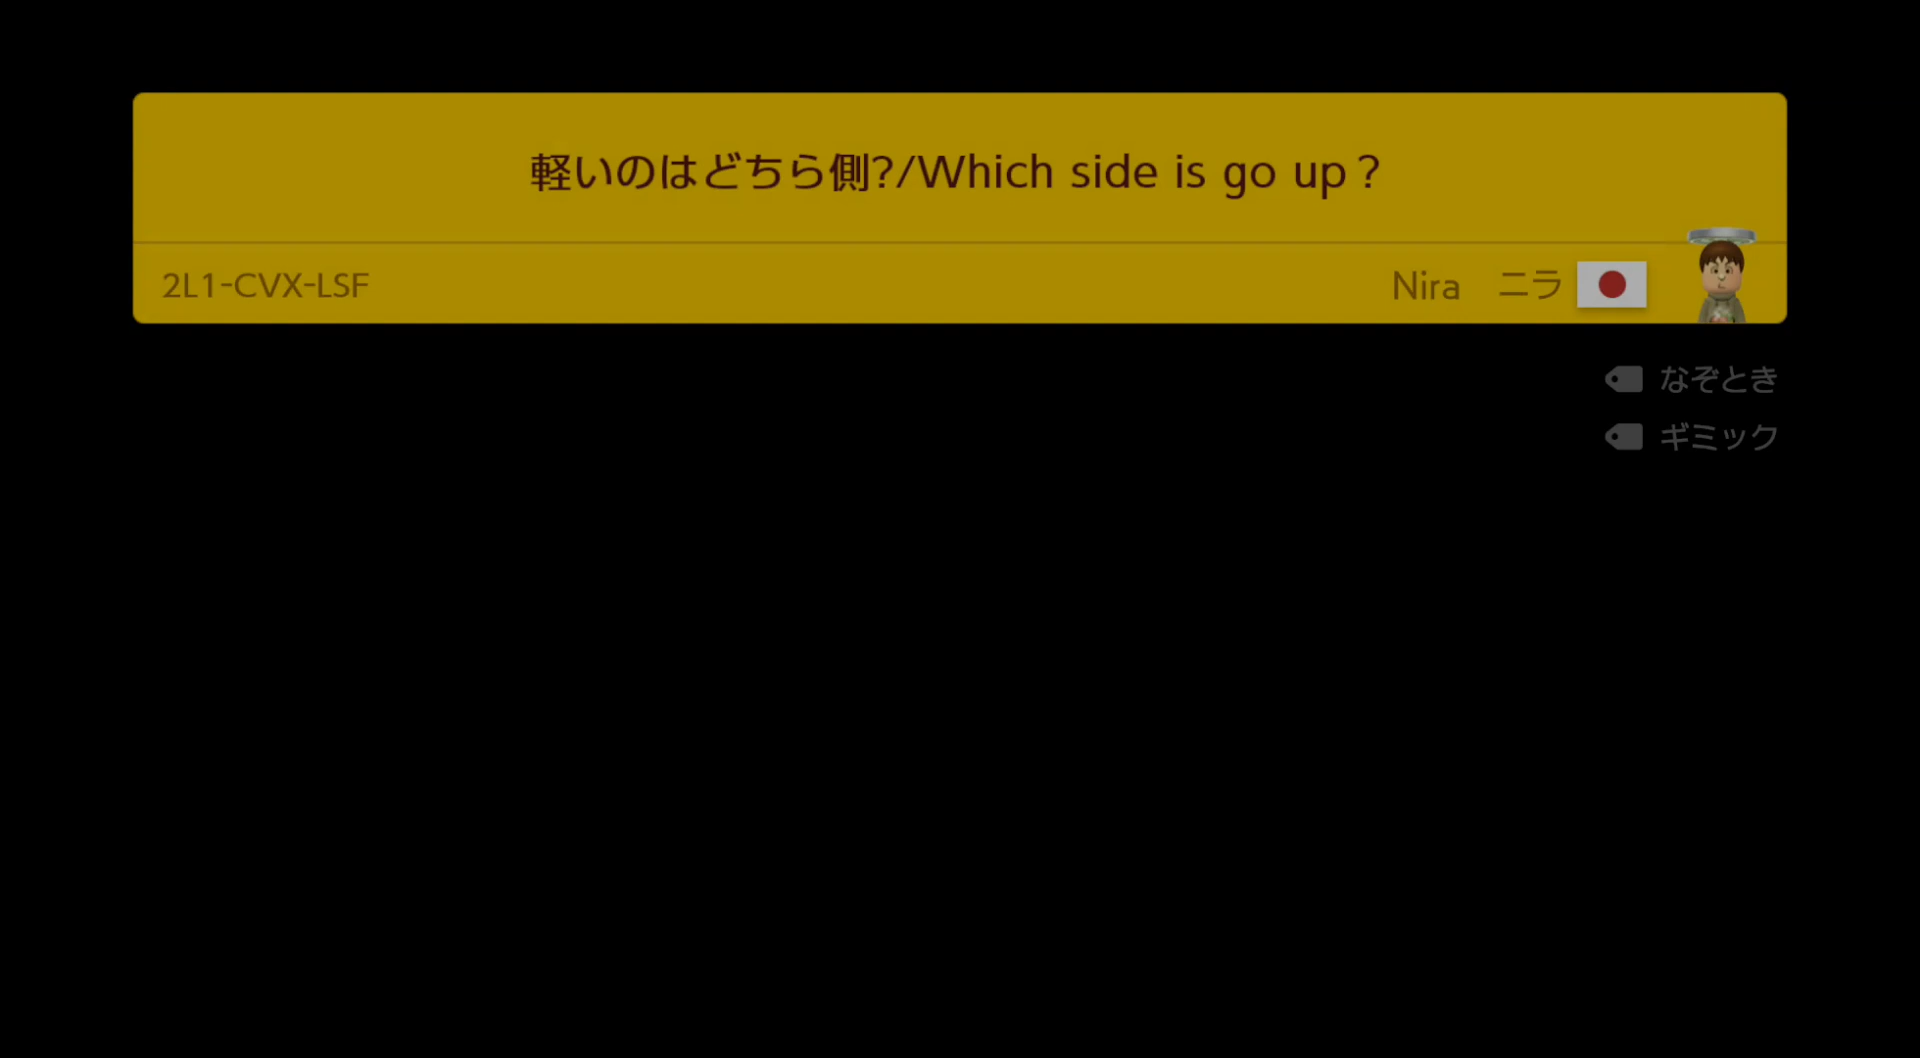 軽いのはどちら側?/Which side is go up？
2L1-CVX-LSF
Nira　ニラ
なぞとき
ギミック